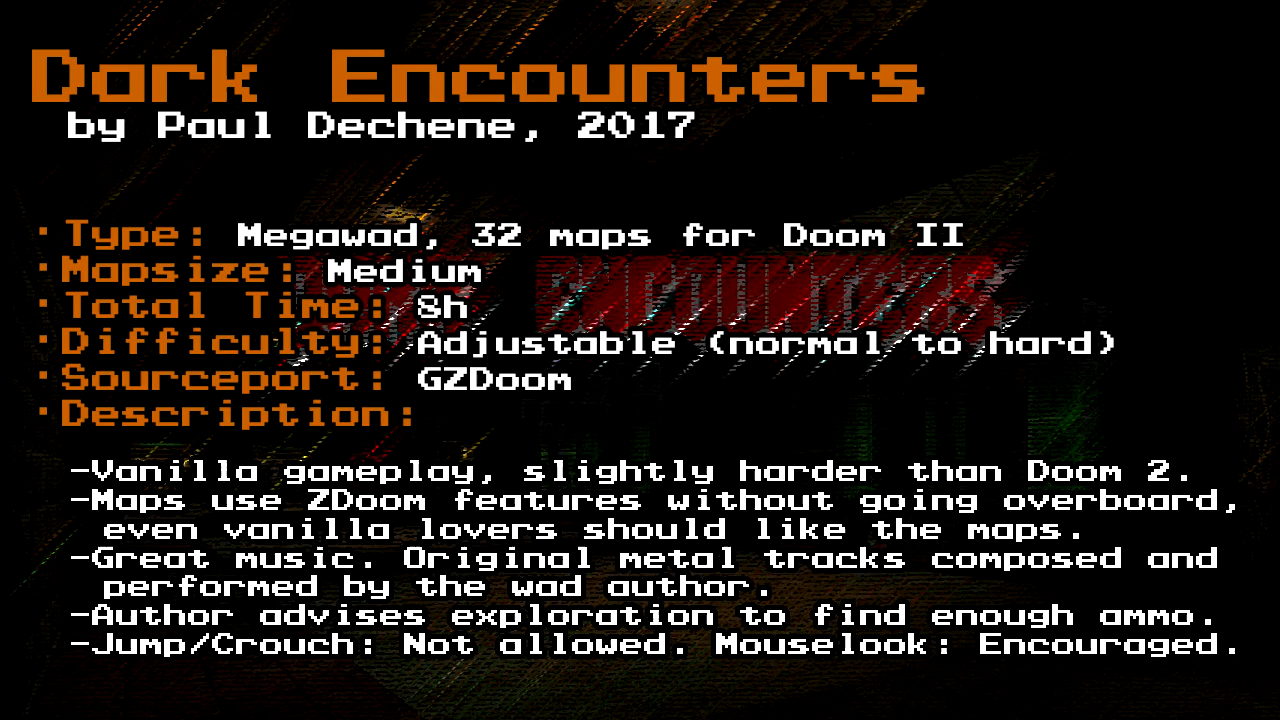 Dark Encounters
by Paul Dechene, 2017
·Type: Megawad, 32 maps for Doom II
·Mapsize: Medium
·Total Time: 8h
·Difficulty: Adjustable (normal to hard)
·Sourceport: GZDoom
·Description:
-Vanilla gameplay, slightly harder than Doom 2.
-Maps use ZDoom features without going overboard,
even vanilla lovers should like the maps.
-Great music. Original metal tracks composed and
performed by the wad author.
-Author advises exploration to find enough ammo.
-Jump/Crouch: Not allowed. Mouselook: Encouraged.
ENCOUNTERS